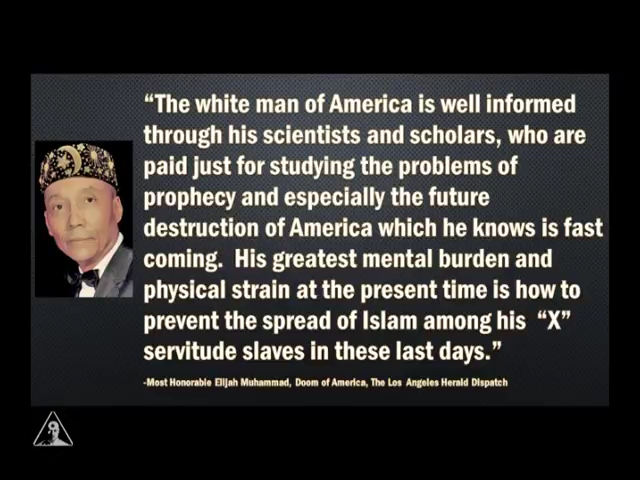 “The white man of America is well informed
through his scientists and scholars, who are
paid just for studying the problems of
prophecy and especially the future
destruction of America which he knows is fast
coming.  His greatest mental burden and
physical strain at the present time is how to
prevent the spread of Islam among his  “X”
servitude slaves in these last days.”
-Most Honorable Elijah Muhammad, Doom of America, The Los Angeles Herald Dispatch